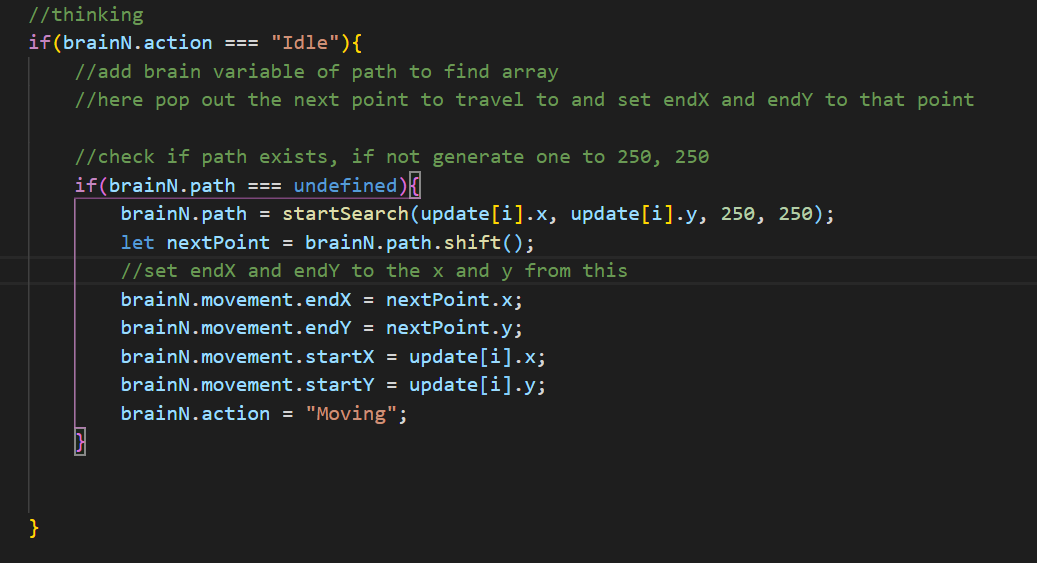 //thinking
if(brainN.action === "Idle"){
//add brain variable of path to find array
//here pop out the next point to travel to and set endX and endY to that point
//check if path exists, if not generate one to 250, 250
if(brainN.path === undefined){
brainN.path = startSearch(update[i].x, update[i].y, 250, 250);
let nextPoint = brainN.path.shift();
//set endX and endY to the x and y from this
brainN.movement.endX = nextPoint.x;
brainN.movement.endY = nextPoint.y;
brainN.movement.startX = update[i].x;
brainN.movement.startY = update[i].y;
brainN.action = "Moving";
}
}